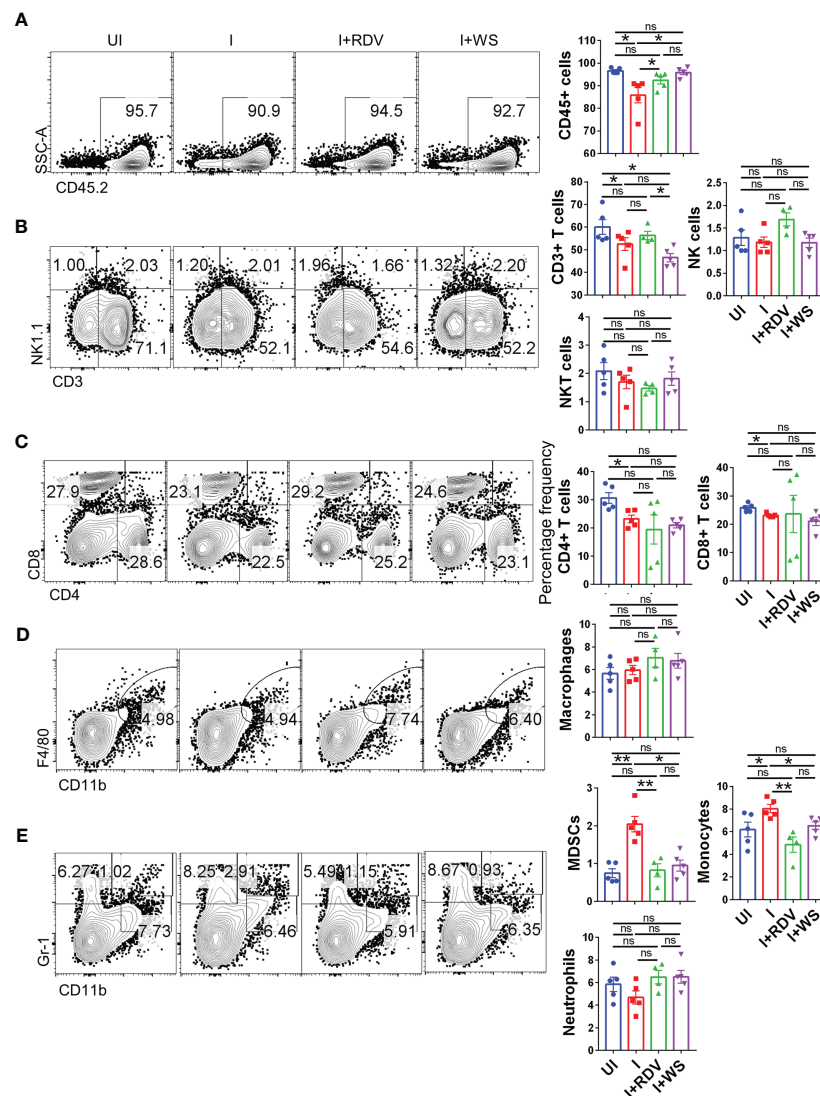 A
UI
I
I+RDV
I+WS
95.7
90.9
94.5
92.7
SSC-A
CD45.2
CD45+ cells
110
100
90
80
70
60
ns
* *
ns ns
*
B
1.00 2.03
71.1
1.20 2.01
52.1
1.96 1.66
54.6
1.32 2.20
52.2
NK1.1
CD3
CD3+ T cells
80
70
60
50
40
30
*
* ns
ns *
ns
NK cells
2.5
2.0
1.5
1.0
0.5
0.0
ns
ns ns
ns ns
ns
UI
I
I+RDV
I+WS
NKT cells
4
3
2
1
0
ns
ns ns
ns ns
ns
C
27.9
28.6
23.1
22.5
29.2
25.2
24.6
23.1
CD8
CD4
Percentage frequency
CD4+ T cells
60
40
20
0
ns
* ns
ns ns
ns
CD8+ T cells
60
40
20
0
ns
* ns
ns ns
ns
UI
I
I+RDV
I+WS
D
4.98
4.94
7.74
6.40
F4/80
CD11b
Macrophages
15
10
5
0
ns
ns ns
ns ns
ns
E
6.27 1.02
7.73
8.25 2.91
6.46
5.49 1.15
5.91
8.67 0.93
6.35
Gr-1
CD11b
MDSCs
3
2
1
0
ns
** *
ns ns
**
Monocytes
15
10
8
6
4
2
0
ns
* *
ns ns
**
UI
I
I+RDV
I+WS
Neutrophils
10
8
6
4
2
0
ns
ns ns
ns ns
ns
UI
I
I+RDV
I+WS